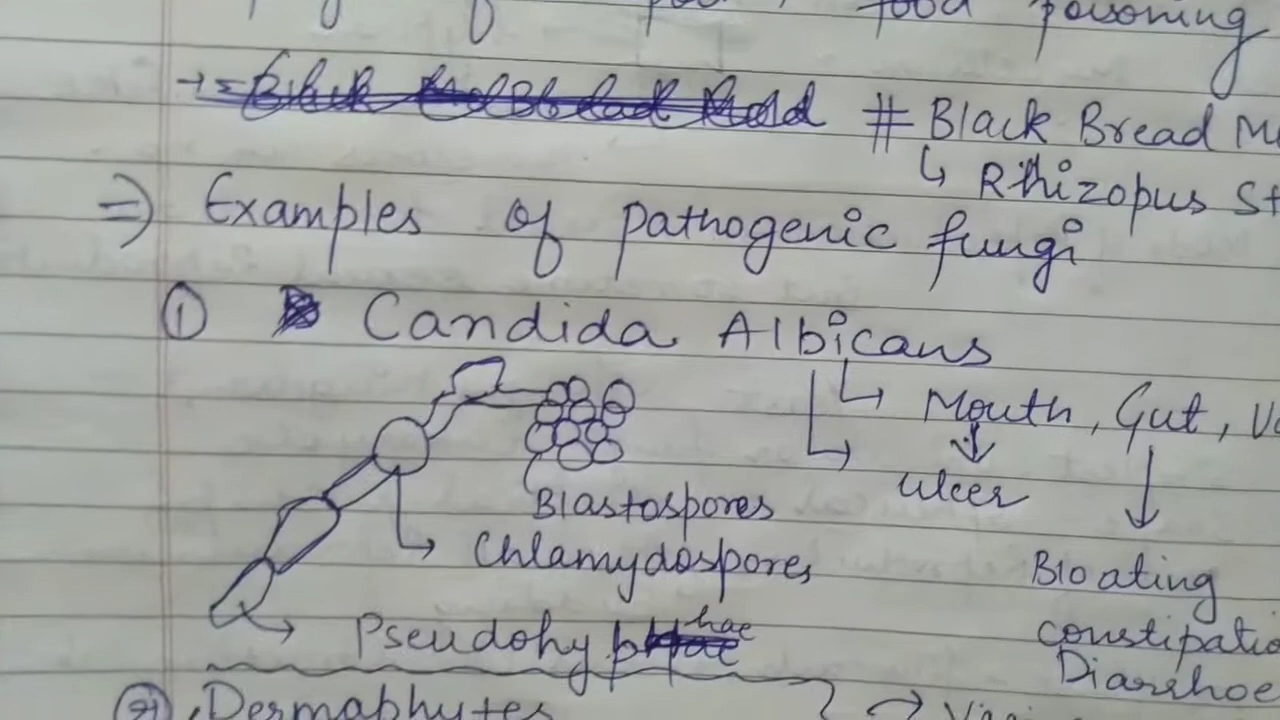 food poisoning
# Black Bread
↳ Rhizopus St
⇒ Examples of pathogenic fungi
① Candida Albicans
↳ Mouth, Gut, V
Ulcer
Blastospores
Chlamydospores
Bloating
constipatio
Pseudohyphae
Diarrhoe
② Dermaphytes